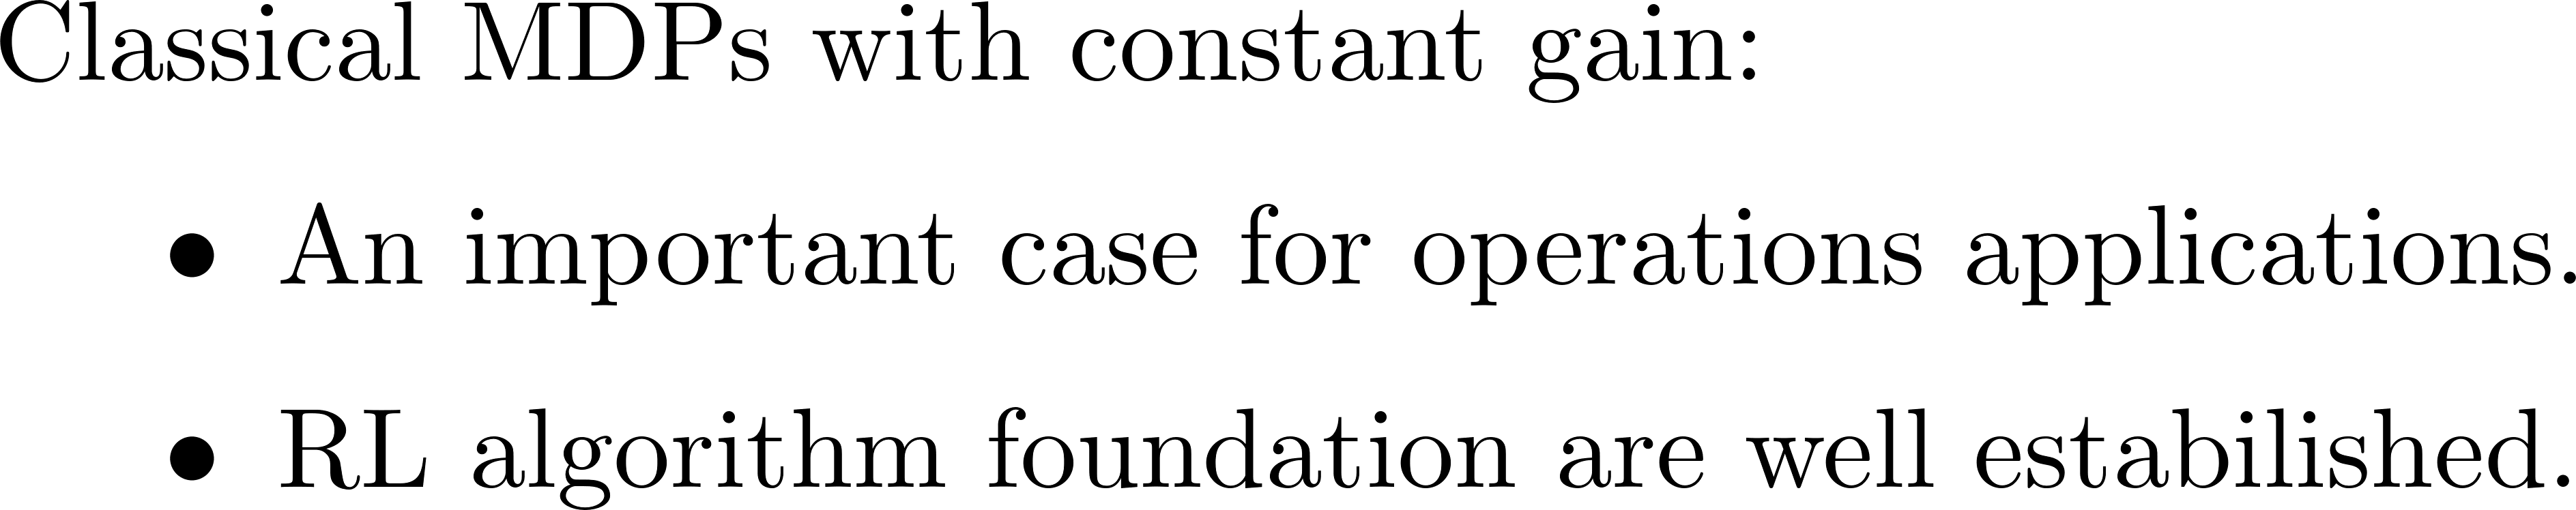 Classical MDPs with constant gain:
• An important case for operations applications.
• RL algorithm foundation are well estabilished.